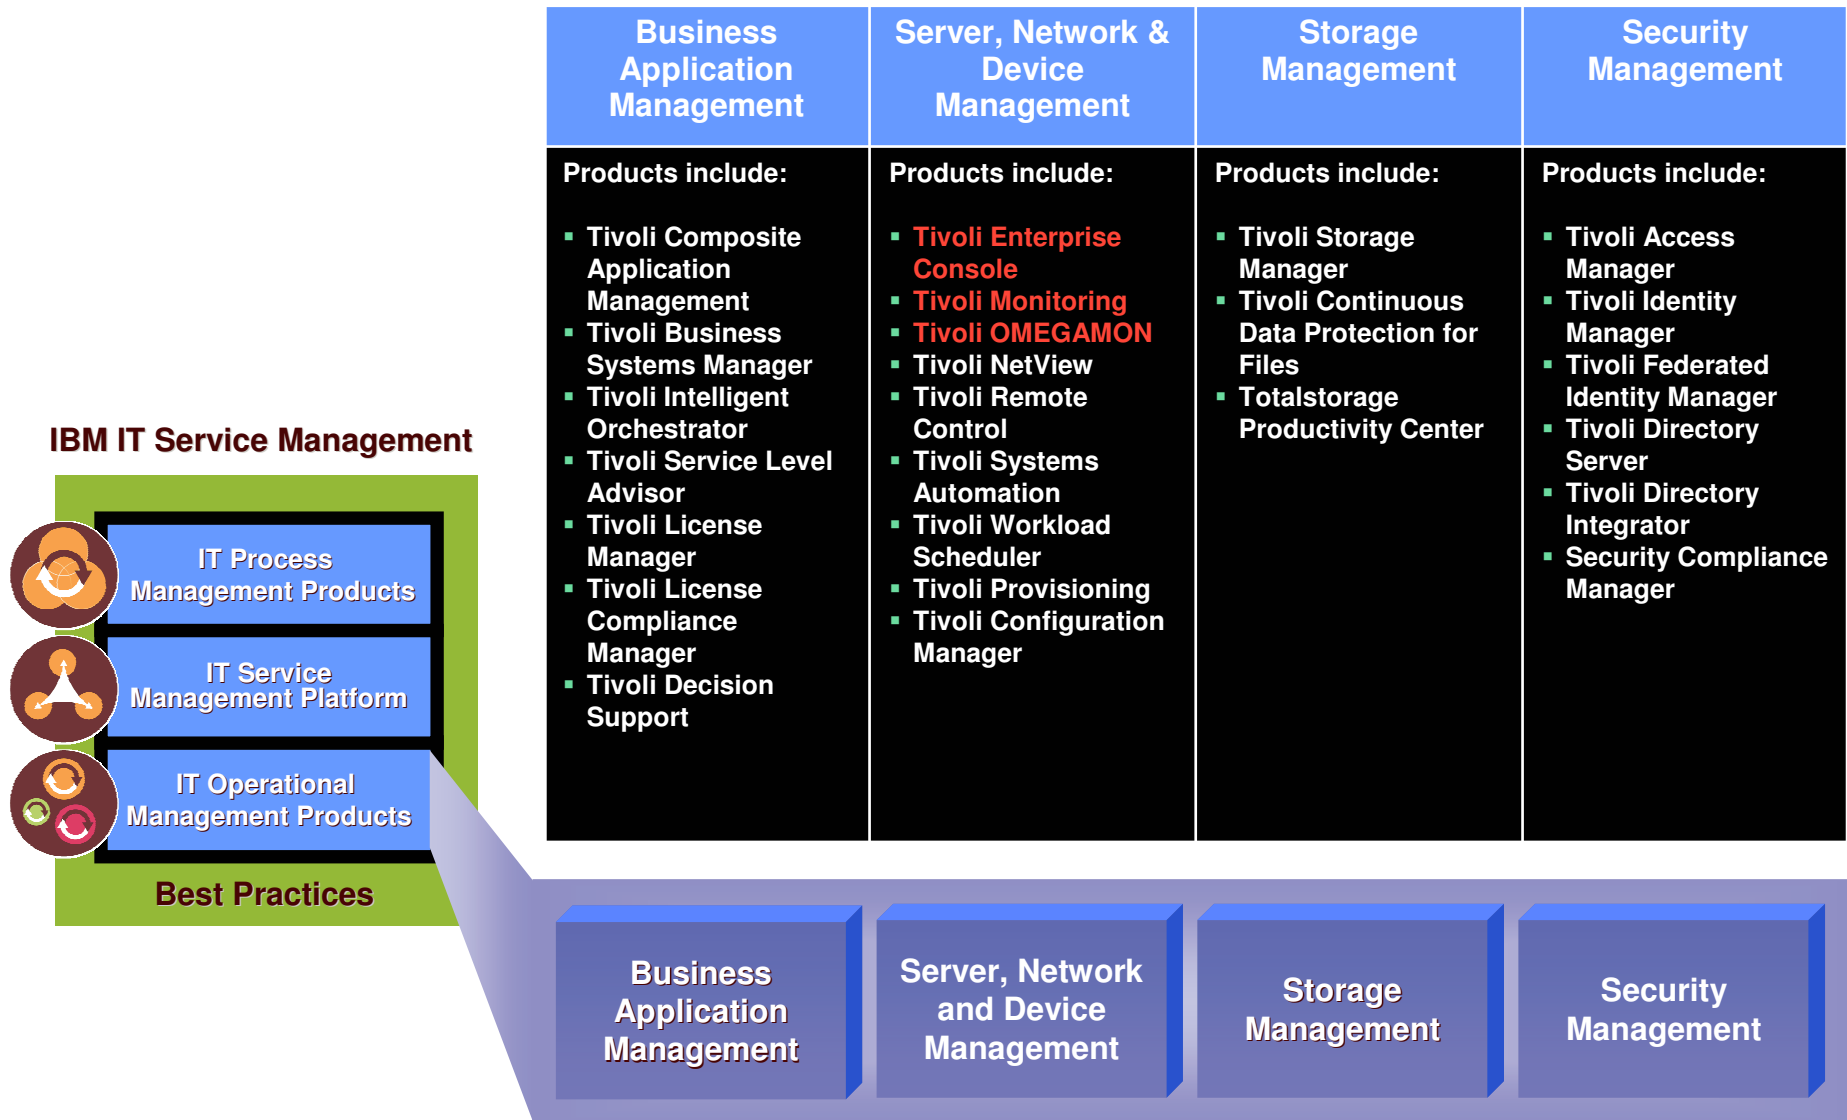 Business
Application
Management
Server, Network &
Device
Management
Storage
Management
Security
Management
Products include:
▪ Tivoli Composite
Application
Management
▪ Tivoli Business
Systems Manager
▪ Tivoli Intelligent
Orchestrator
▪ Tivoli Service Level
Advisor
▪ Tivoli License
Manager
▪ Tivoli License
Compliance
Manager
▪ Tivoli Decision
Support
Products include:
▪ Tivoli Enterprise
Console
▪ Tivoli Monitoring
▪ Tivoli OMEGAMON
▪ Tivoli NetView
▪ Tivoli Remote
Control
▪ Tivoli Systems
Automation
▪ Tivoli Workload
Scheduler
▪ Tivoli Provisioning
▪ Tivoli Configuration
Manager
Products include:
▪ Tivoli Storage
Manager
▪ Tivoli Continuous
Data Protection for
Files
▪ Totalstorage
Productivity Center
Products include:
▪ Tivoli Access
Manager
▪ Tivoli Identity
Manager
▪ Tivoli Federated
Identity Manager
▪ Tivoli Directory
Server
▪ Tivoli Directory
Integrator
▪ Security Compliance
Manager
IBM IT Service Management
IT Process
Management Products
IT Service
Management Platform
IT Operational
Management Products
Best Practices
Business
Application
Management
Server, Network
and Device
Management
Storage
Management
Security
Management